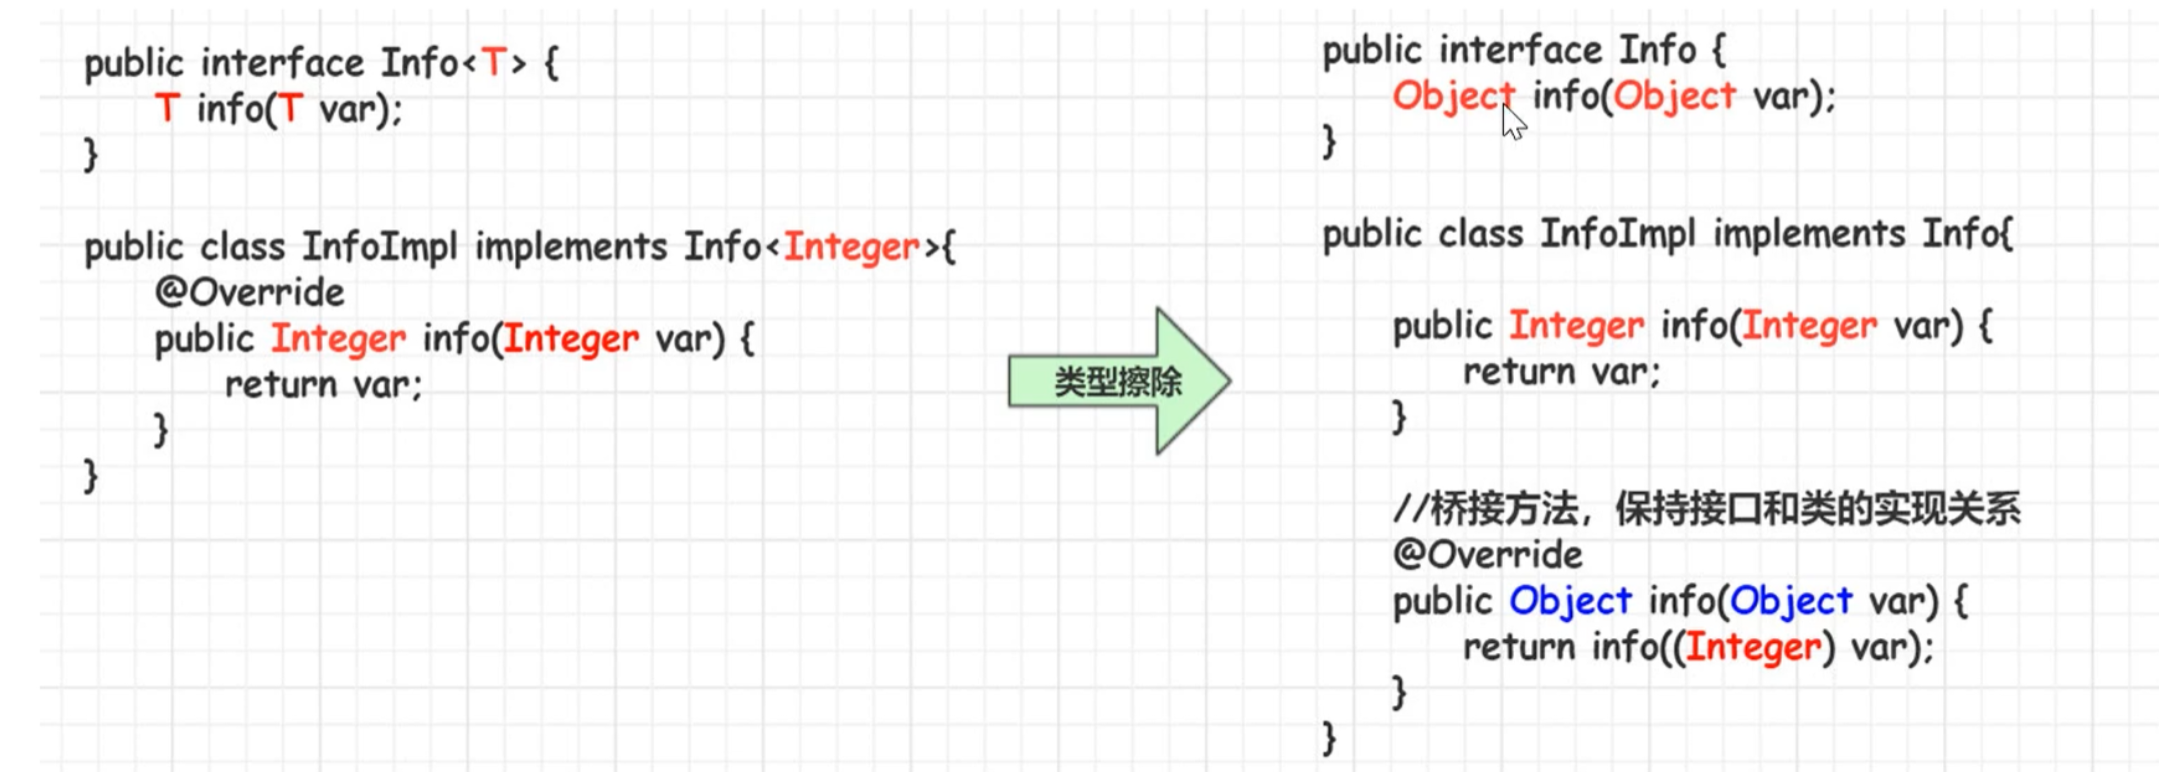 public interface Info<T> {
T info(T var);
}
public class InfoImpl implements Info<Integer>{
@Override
public Integer info(Integer var) {
return var;
}
}
类型擦除
public interface Info {
Object info(Object var);
}
public class InfoImpl implements Info{
public Integer info(Integer var) {
return var;
}
//桥接方法，保持接口和类的实现关系
@Override
public Object info(Object var) {
return info((Integer) var);
}
}